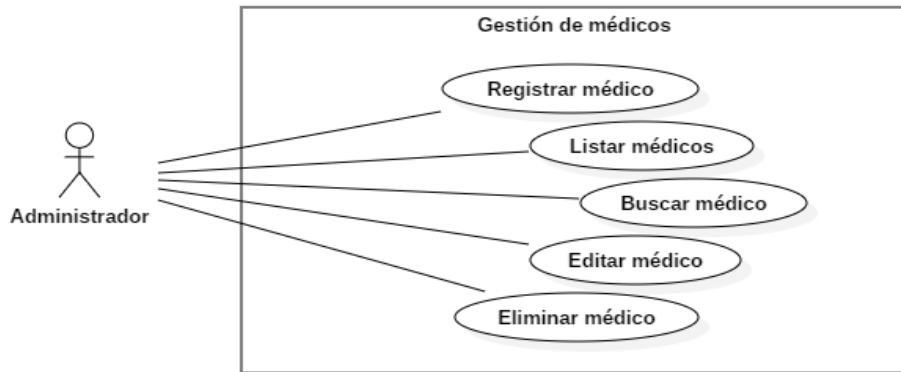 Gestión de médicos
Registrar médico
Listar médicos
Administrador
Buscar médico
Editar médico
Eliminar médico